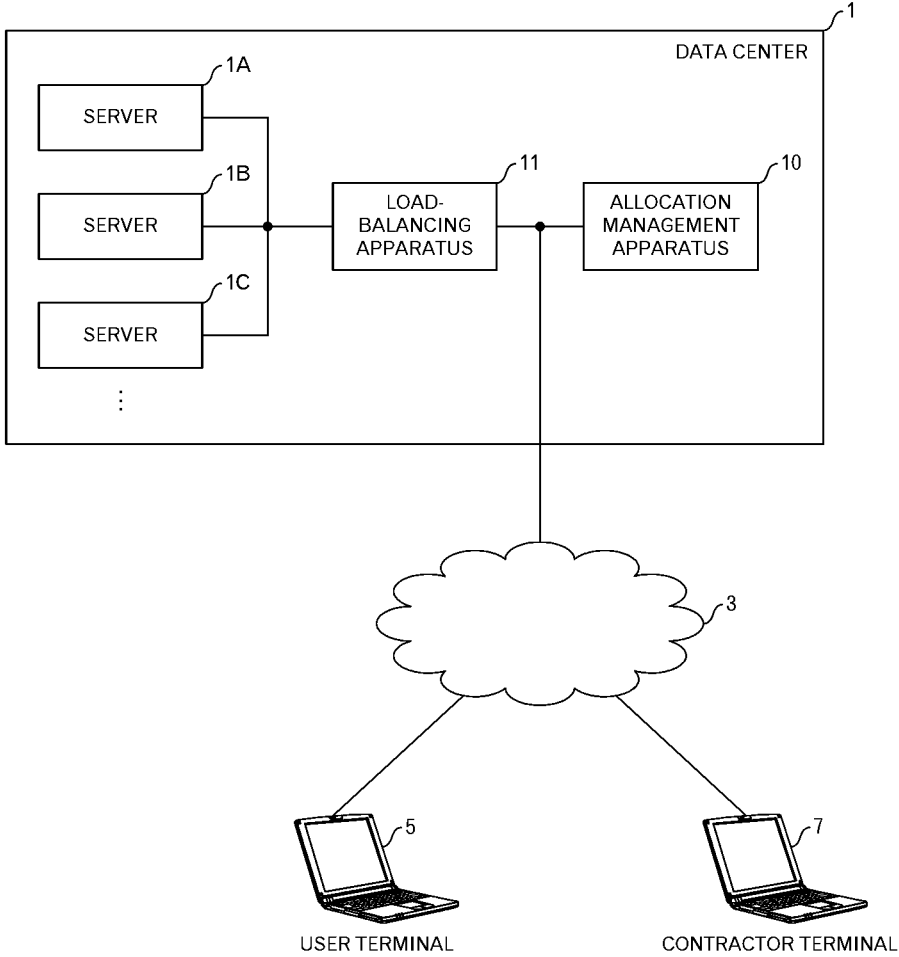 1
DATA CENTER
1A
SERVER
1B
SERVER
11
LOAD-
BALANCING
APPARATUS
10
ALLOCATION
MANAGEMENT
APPARATUS
1C
SERVER
⋮
3
5
USER TERMINAL
7
CONTRACTOR TERMINAL